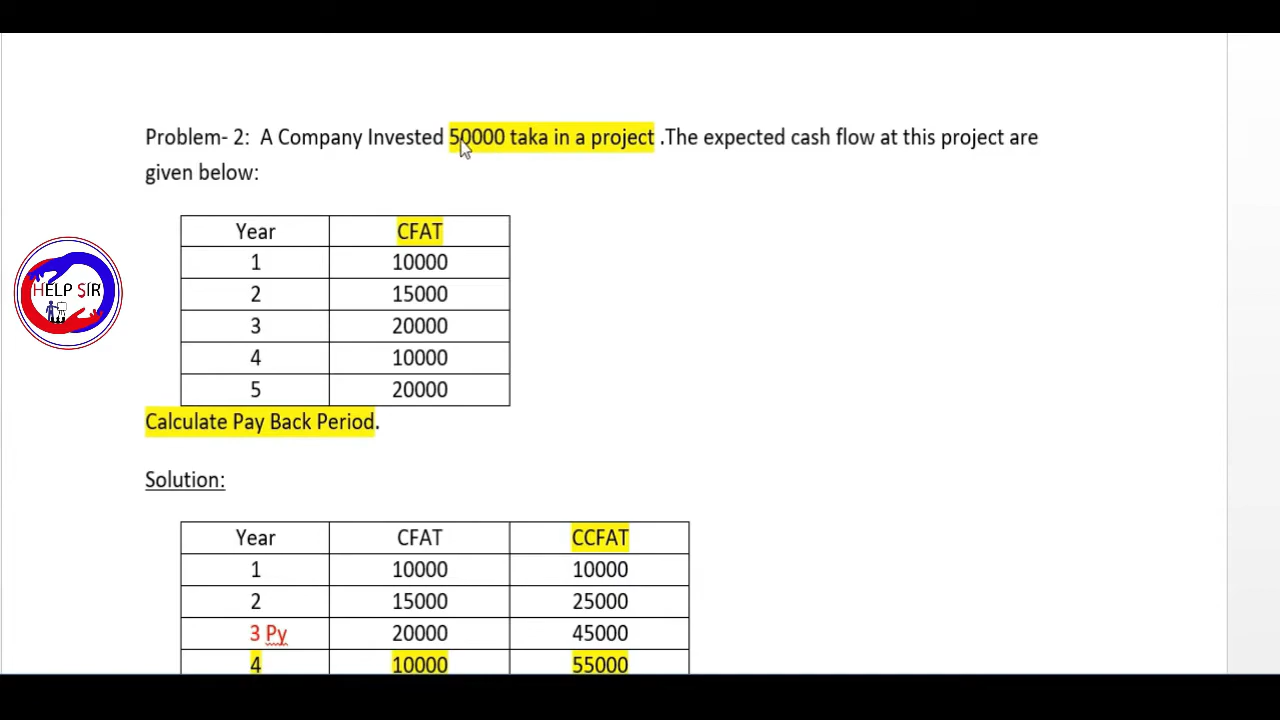 Problem- 2: A Company Invested 50000 taka in a project .The expected cash flow at this project are
given below:
Year CFAT
1 10000
2 15000
3 20000
4 10000
5 20000
HELP SIR
Calculate Pay Back Period.
Solution:
Year CFAT CCFAT
1 10000 10000
2 15000 25000
3 Py 20000 45000
4 10000 55000